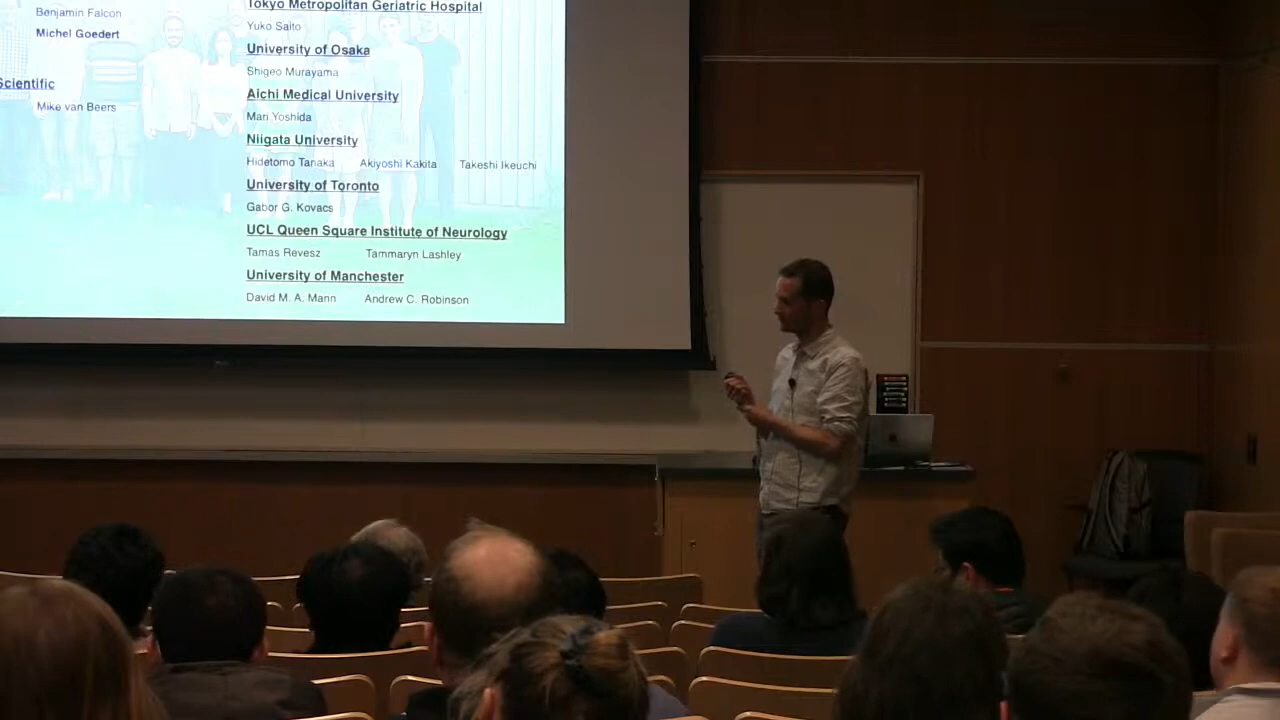 Benjamin Falcon
Michel Goedert
Scientific
Mike van Beers
Tokyo Metropolitan Geriatric Hospital
Yuko Saito
University of Osaka
Shigeo Murayama
Aichi Medical University
Mari Yoshida
Niigata University
Hidetomo Tanaka Akiyoshi Kakita Takeshi Ikeuchi
University of Toronto
Gabor G. Kovacs
UCL Queen Square Institute of Neurology
Tamas Revesz Tammaryn Lashley
University of Manchester
David M. A. Mann Andrew C. Robinson